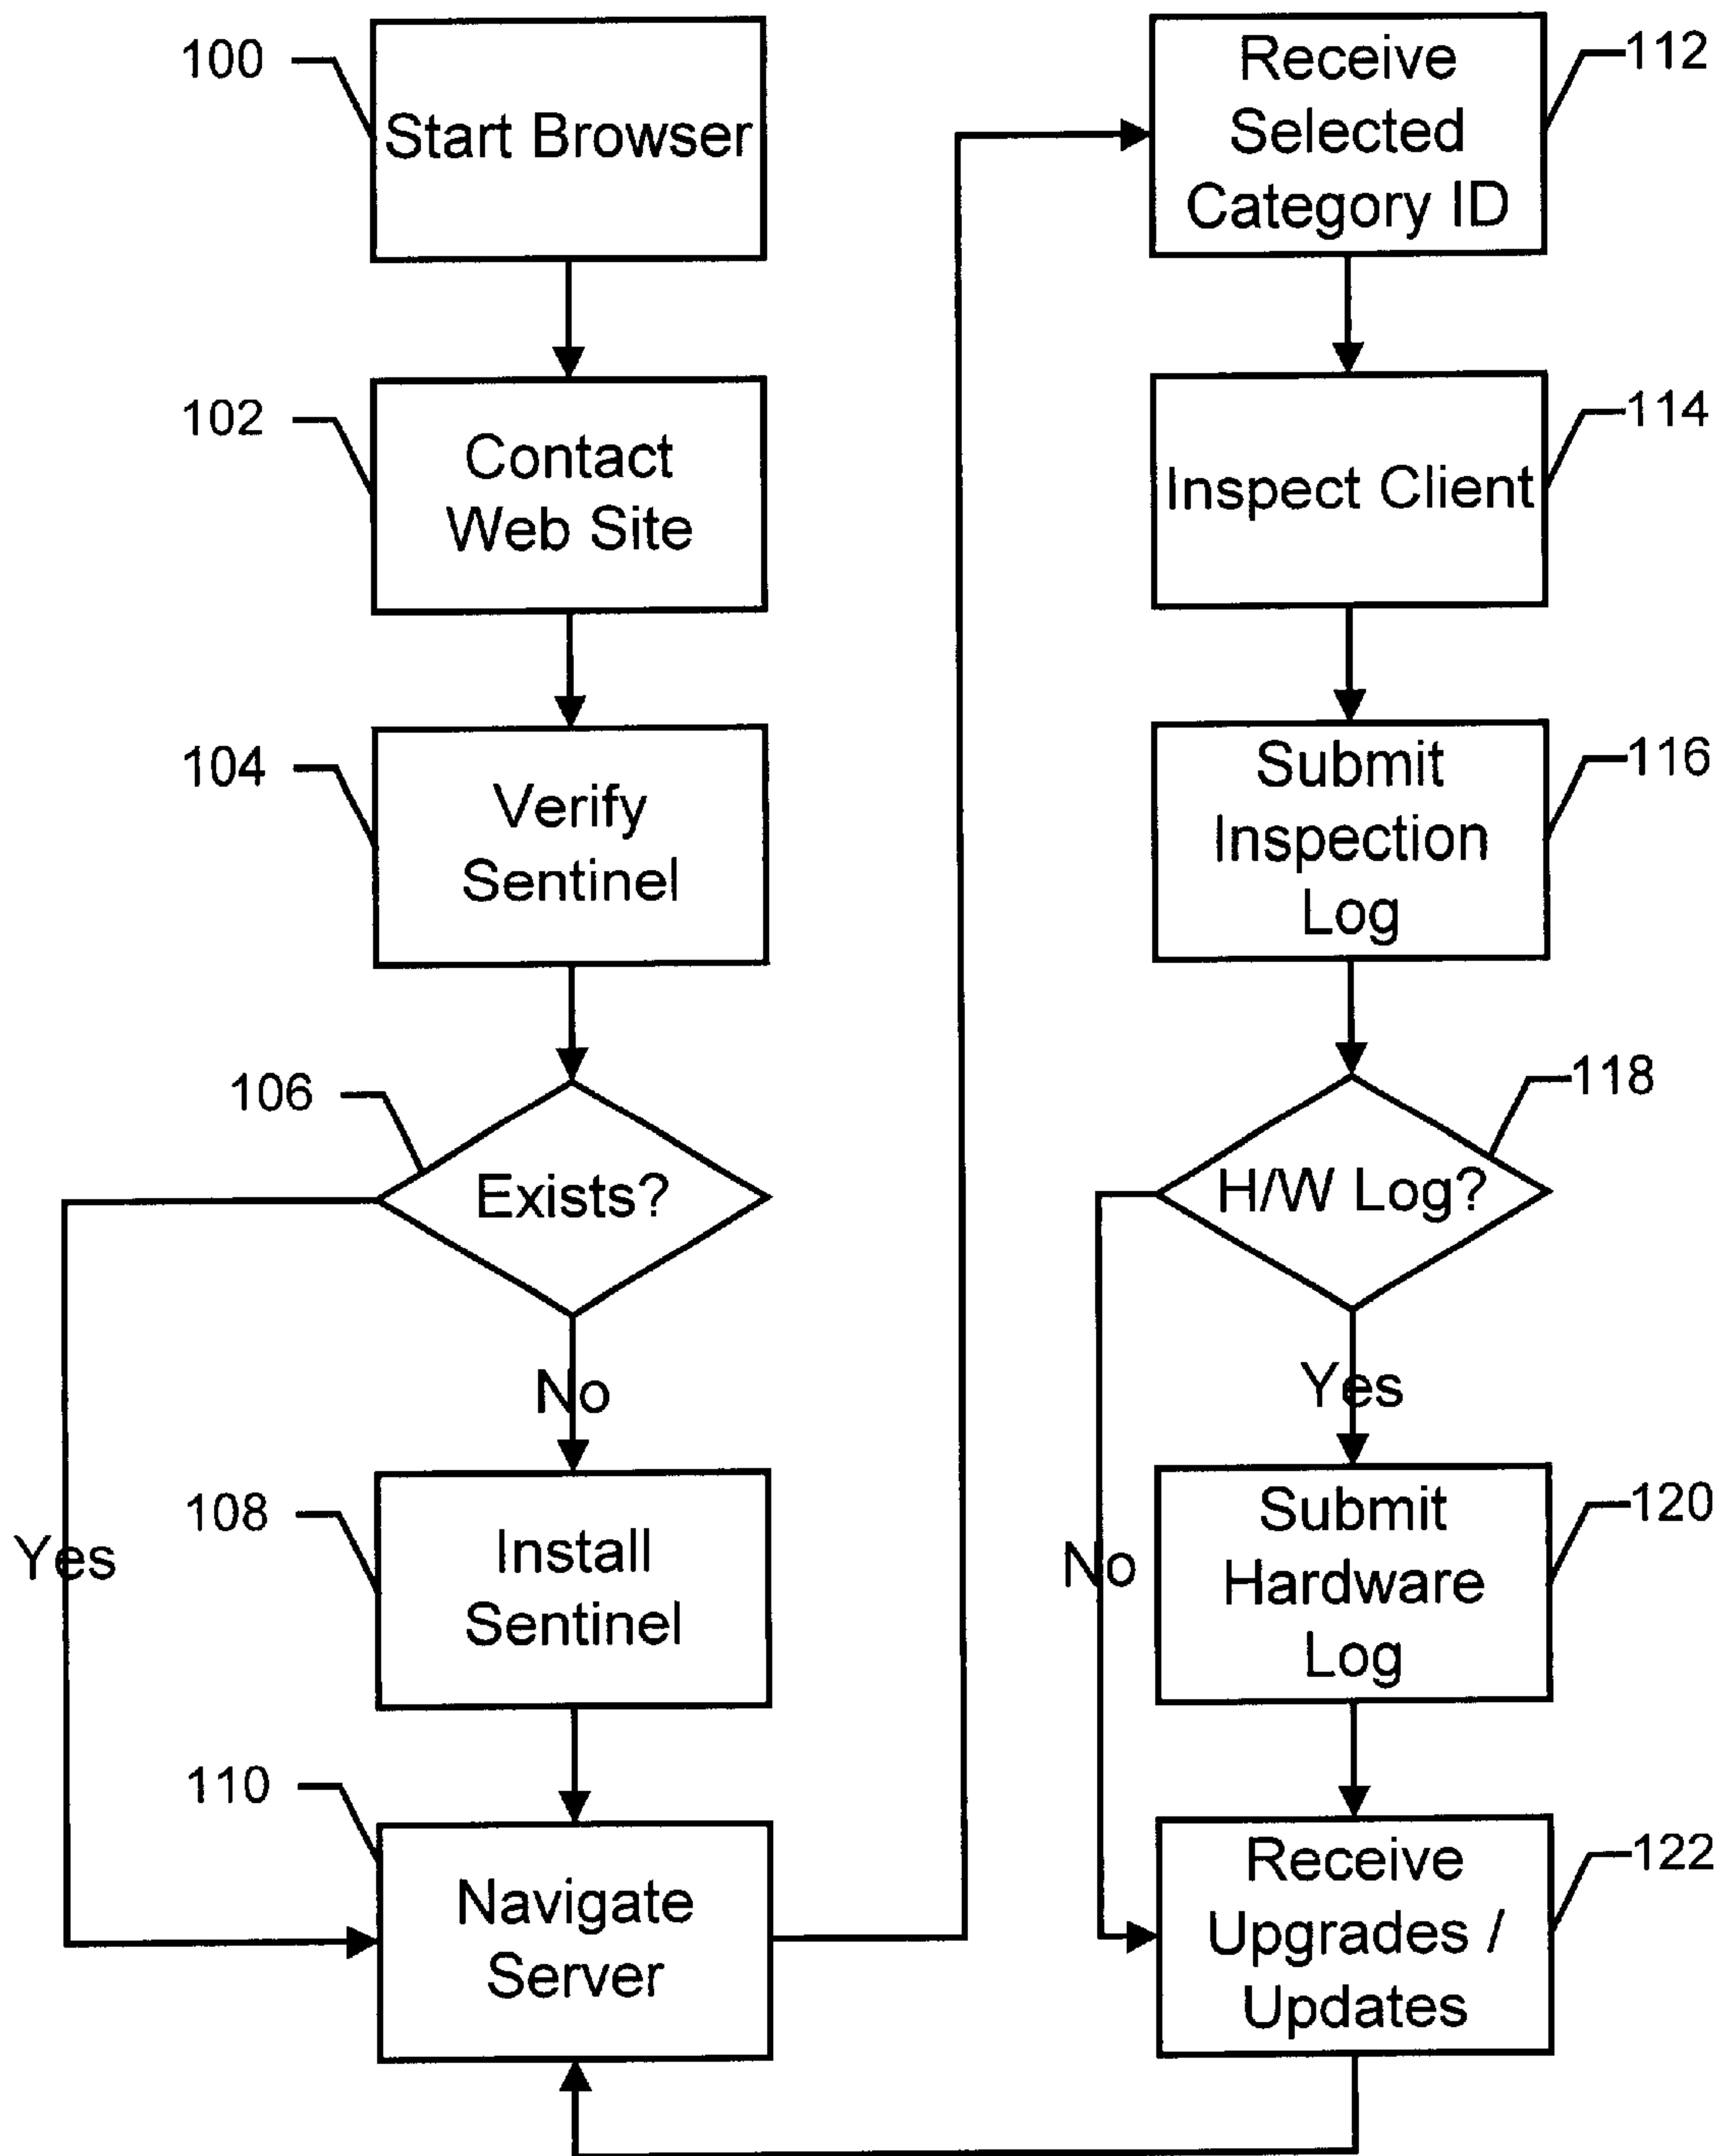 100
Start Browser
102
Contact
Web Site
104
Verify
Sentinel
106
Exists?
No
Yes
108
Install
Sentinel
110
Navigate
Server
112
Receive
Selected
Category ID
114
Inspect Client
116
Submit
Inspection
Log
118
H/W Log?
Yes
No
120
Submit
Hardware
Log
122
Receive
Upgrades /
Updates